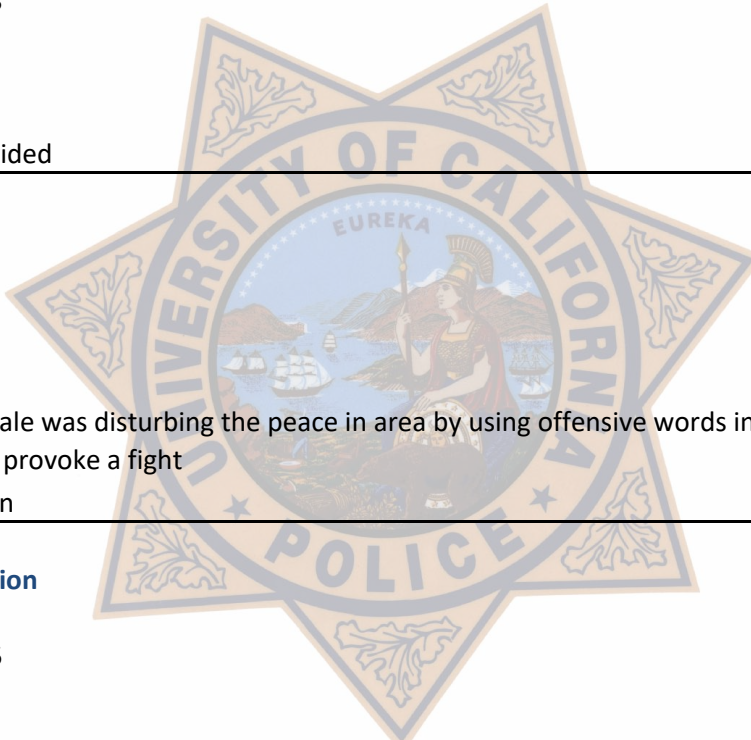 ided
UNIVERSITY OF CALIFORNIA
EUREKA
ale was disturbing the peace in area by using offensive words in
provoke a fight
n
POLICE
ion